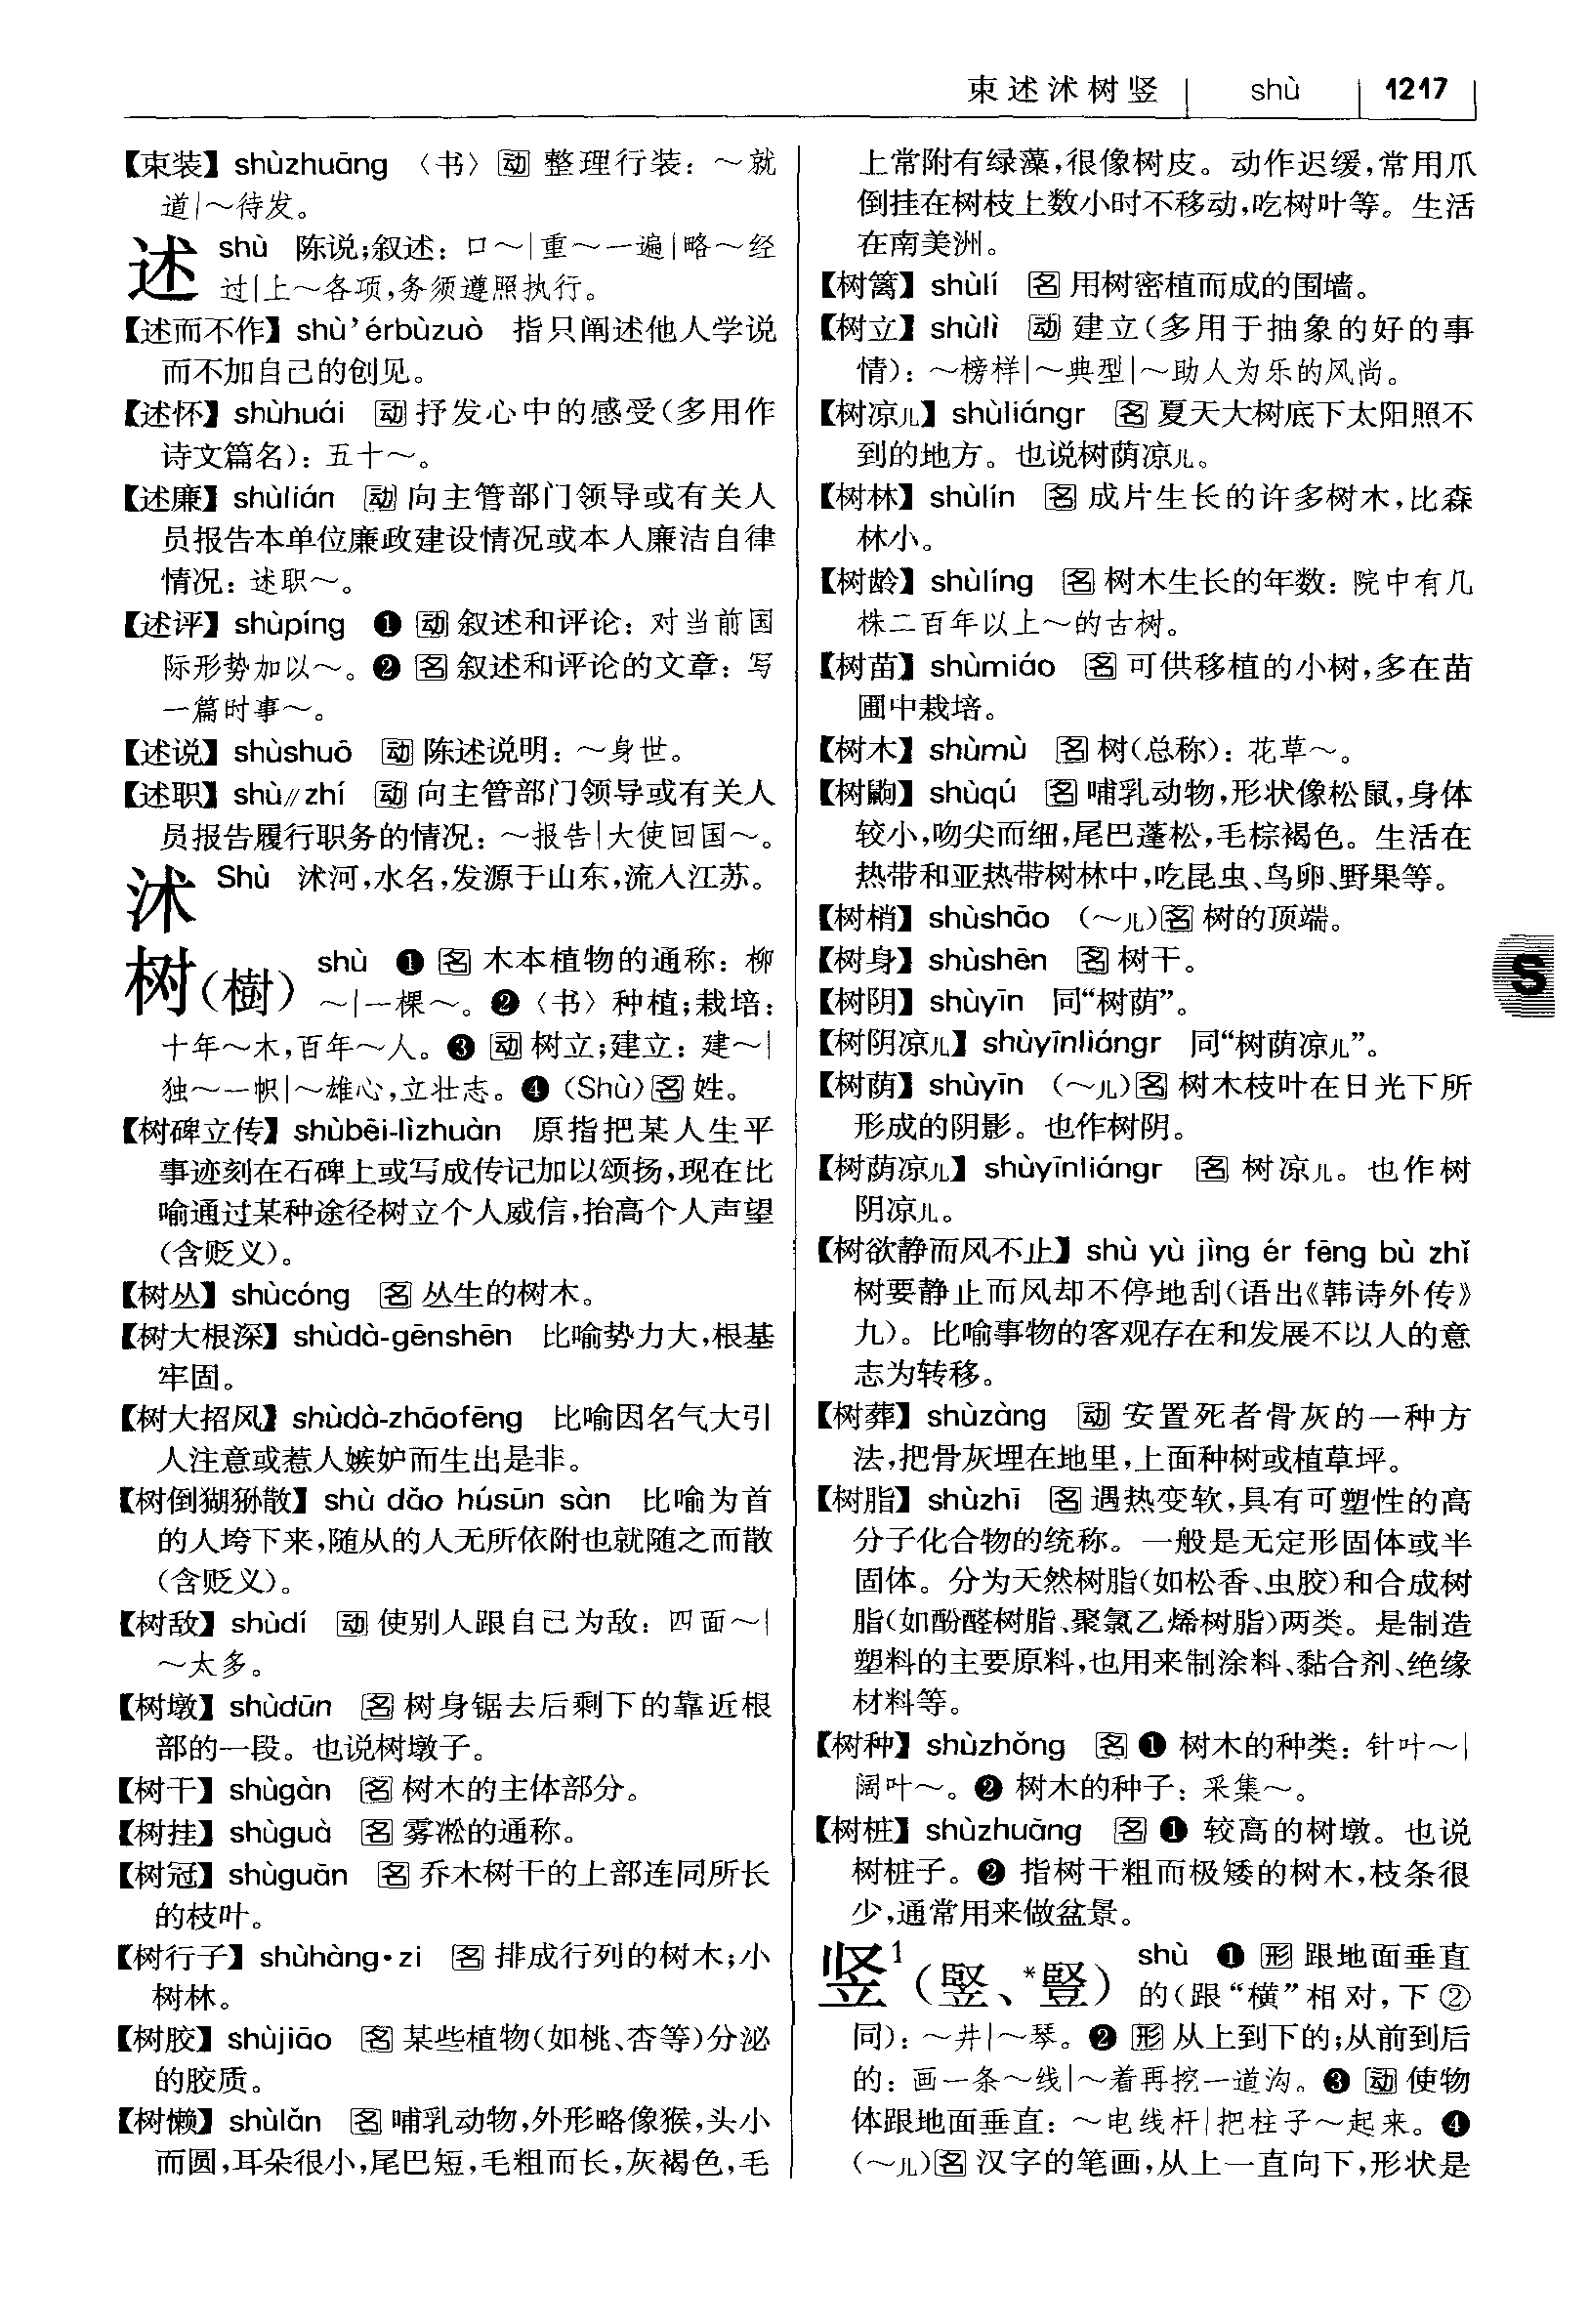 束述沭树竖 | shù | 1217
【束装】shùzhuāng 〈书〉动 整理行装：～就
道|～待发。
述 shù 陈说;叙述：口～|重～一遍|略～经
过|上～各项,务须遵照执行。
【述而不作】shù’érbùzuò 指只阐述他人学说
而不加自己的创见。
【述怀】shùhuái 动 抒发心中的感受(多用作
诗文篇名)：五十～。
【述廉】shùlián 动 向主管部门领导或有关人
员报告本单位廉政建设情况或本人廉洁自律
情况：述职～。
【述评】shùpíng ❶ 动 叙述和评论：对当前国
际形势加以～。❷ 名 叙述和评论的文章：写
一篇时事～。
【述说】shùshuō 动 陈述说明：～身世。
【述职】shù//zhí 动 向主管部门领导或有关人
员报告履行职务的情况：～报告|大使回国～。
沭 Shù 沭河,水名,发源于山东,流入江苏。
树(樹) shù ❶ 名 木本植物的通称：柳
～|一棵～。❷〈书〉种植;栽培：
十年～木,百年～人。❸ 动 树立;建立：建～|
独～一帜|～雄心,立壮志。❹ (Shù)名 姓。
【树碑立传】shùbēi-lìzhuàn 原指把某人生平
事迹刻在石碑上或写成传记加以颂扬,现在比
喻通过某种途径树立个人威信,抬高个人声望
(含贬义)。
【树丛】shùcóng 名 丛生的树木。
【树大根深】shùdà-gēnshēn 比喻势力大,根基
牢固。
【树大招风】shùdà-zhāofēng 比喻因名气大引
人注意或惹人嫉妒而生出是非。
【树倒猢狲散】shù dǎo húsūn sàn 比喻为首
的人垮下来,随从的人无所依附也就随之而散
(含贬义)。
【树敌】shùdí 动 使别人跟自己为敌：四面～|
～太多。
【树墩】shùdūn 名 树身锯去后剩下的靠近根
部的一段。也说树墩子。
【树干】shùgàn 名 树木的主体部分。
【树挂】shùguà 名 雾凇的通称。
【树冠】shùguān 名 乔木树干的上部连同所长
的枝叶。
【树行子】shùhàng·zi 名 排成行列的树木;小
树林。
【树胶】shùjiāo 名 某些植物(如桃、杏等)分泌
的胶质。
【树懒】shùlǎn 名 哺乳动物,外形略像猴,头小
而圆,耳朵很小,尾巴短,毛粗而长,灰褐色,毛
上常附有绿藻,很像树皮。动作迟缓,常用爪
倒挂在树枝上数小时不移动,吃树叶等。生活
在南美洲。
【树篱】shùlí 名 用树密植而成的围墙。
【树立】shùlì 动 建立(多用于抽象的好的事
情)：～榜样|～典型|～助人为乐的风尚。
【树凉儿】shùliángr 名 夏天大树底下太阳照不
到的地方。也说树荫凉儿。
【树林】shùlín 名 成片生长的许多树木,比森
林小。
【树龄】shùlíng 名 树木生长的年数：院中有几
株二百年以上～的古树。
【树苗】shùmiáo 名 可供移植的小树,多在苗
圃中栽培。
【树木】shùmù 名 树(总称)：花草～。
【树鼩】shùqú 名 哺乳动物,形状像松鼠,身体
较小,吻尖而细,尾巴蓬松,毛棕褐色。生活在
热带和亚热带树林中,吃昆虫、鸟卵、野果等。
【树梢】shùshāo (～儿)名 树的顶端。
【树身】shùshēn 名 树干。
【树阴】shùyīn 同“树荫”。
【树阴凉儿】shùyīnliángr 同“树荫凉儿”。
【树荫】shùyīn (～儿)名 树木枝叶在日光下所
形成的阴影。也作树阴。
【树荫凉儿】shùyīnliángr 名 树凉儿。也作树
阴凉儿。
【树欲静而风不止】shù yù jìng ér fēng bù zhǐ
树要静止而风却不停地刮(语出《韩诗外传》
九)。比喻事物的客观存在和发展不以人的意
志为转移。
【树葬】shùzàng 动 安置死者骨灰的一种方
法,把骨灰埋在地里,上面种树或植草坪。
【树脂】shùzhī 名 遇热变软,具有可塑性的高
分子化合物的统称。一般是无定形固体或半
固体。分为天然树脂(如松香、虫胶)和合成树
脂(如酚醛树脂、聚氯乙烯树脂)两类。是制造
塑料的主要原料,也用来制涂料、黏合剂、绝缘
材料等。
【树种】shùzhǒng 名 ❶ 树木的种类：针叶～|
阔叶～。❷ 树木的种子：采集～。
【树桩】shùzhuāng 名 ❶ 较高的树墩。也说
树桩子。❷ 指树干粗而极矮的树木,枝条很
少,通常用来做盆景。
竖¹(竪、*豎) shù ❶ 形 跟地面垂直
的(跟“横”相对,下②
同)：～井|～琴。❷ 形 从上到下的;从前到后
的：画一条～线|～着再挖一道沟。❸ 动 使物
体跟地面垂直：～电线杆|把柱子～起来。❹
(～儿)名 汉字的笔画,从上一直向下,形状是
S